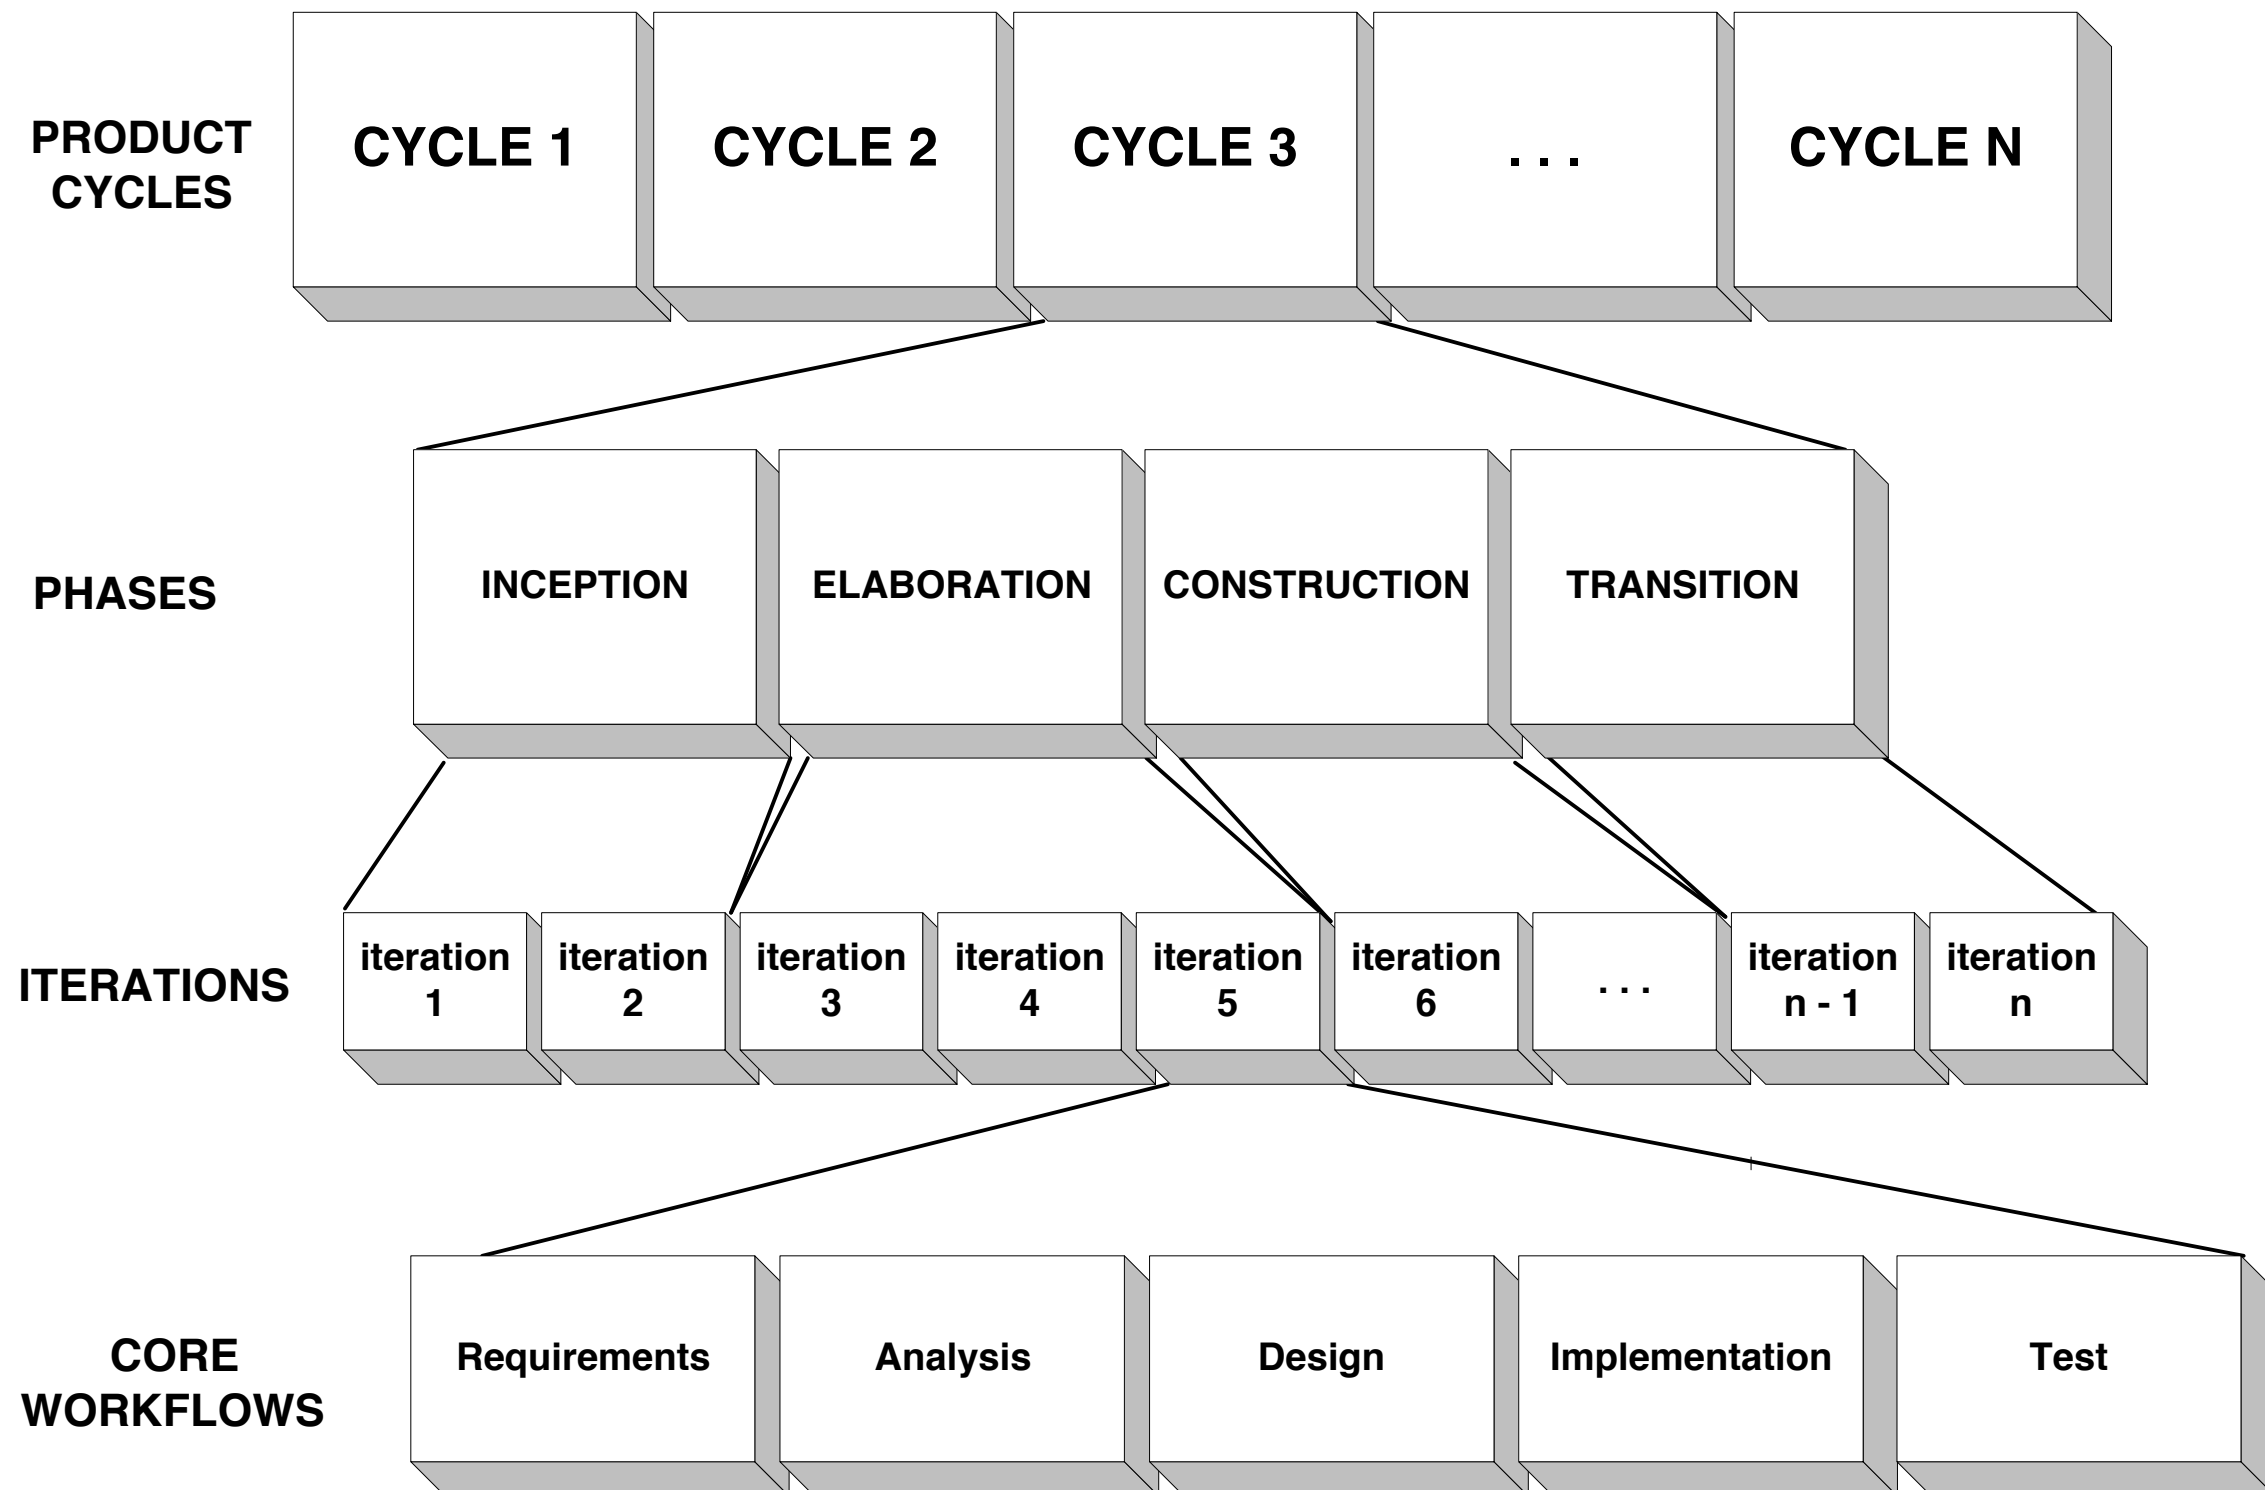 PRODUCT
CYCLES
CYCLE 1
CYCLE 2
CYCLE 3
. . .
CYCLE N
PHASES
INCEPTION
ELABORATION
CONSTRUCTION
TRANSITION
ITERATIONS
iteration
1
iteration
2
iteration
3
iteration
4
iteration
5
iteration
6
. . .
iteration
n - 1
iteration
n
CORE
WORKFLOWS
Requirements
Analysis
Design
Implementation
Test